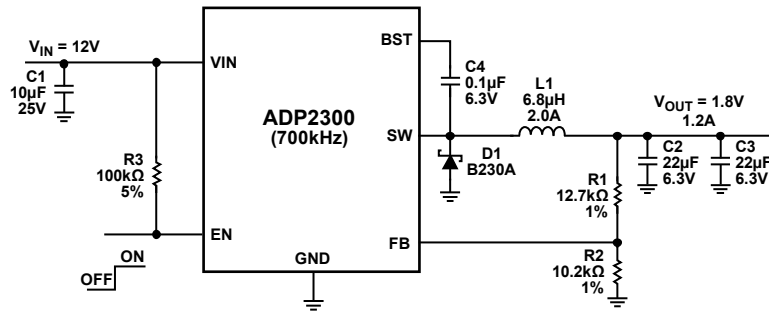 V_IN = 12V
C1
10µF
25V
R3
100kΩ
5%
ON
OFF
VIN
EN
ADP2300
(700kHz)
GND
BST
SW
FB
C4
0.1µF
6.3V
L1
6.8µH
2.0A
D1
B230A
V_OUT = 1.8V
1.2A
C2
22µF
6.3V
C3
22µF
6.3V
R1
12.7kΩ
1%
R2
10.2kΩ
1%